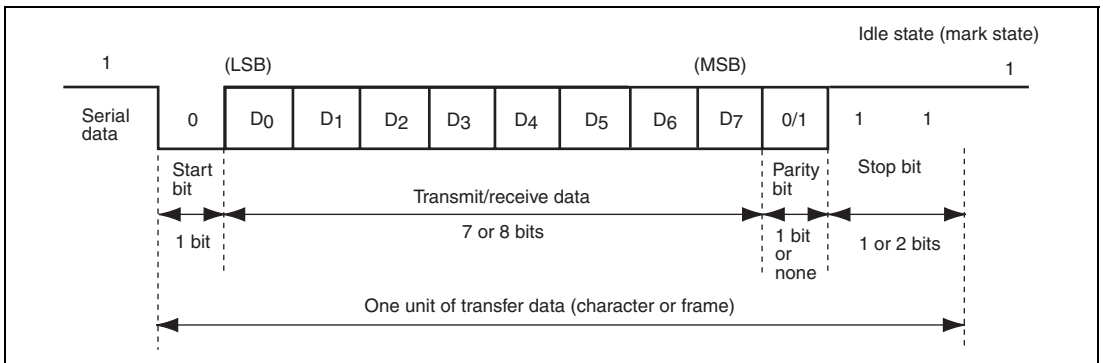 Idle state (mark state)
1 (LSB) (MSB) 1
Serial
data
0 D0 D1 D2 D3 D4 D5 D6 D7 0/1 1 1
Start
bit
Transmit/receive data
Parity
bit
Stop bit
1 bit
7 or 8 bits
1 bit
or
none
1 or 2 bits
One unit of transfer data (character or frame)